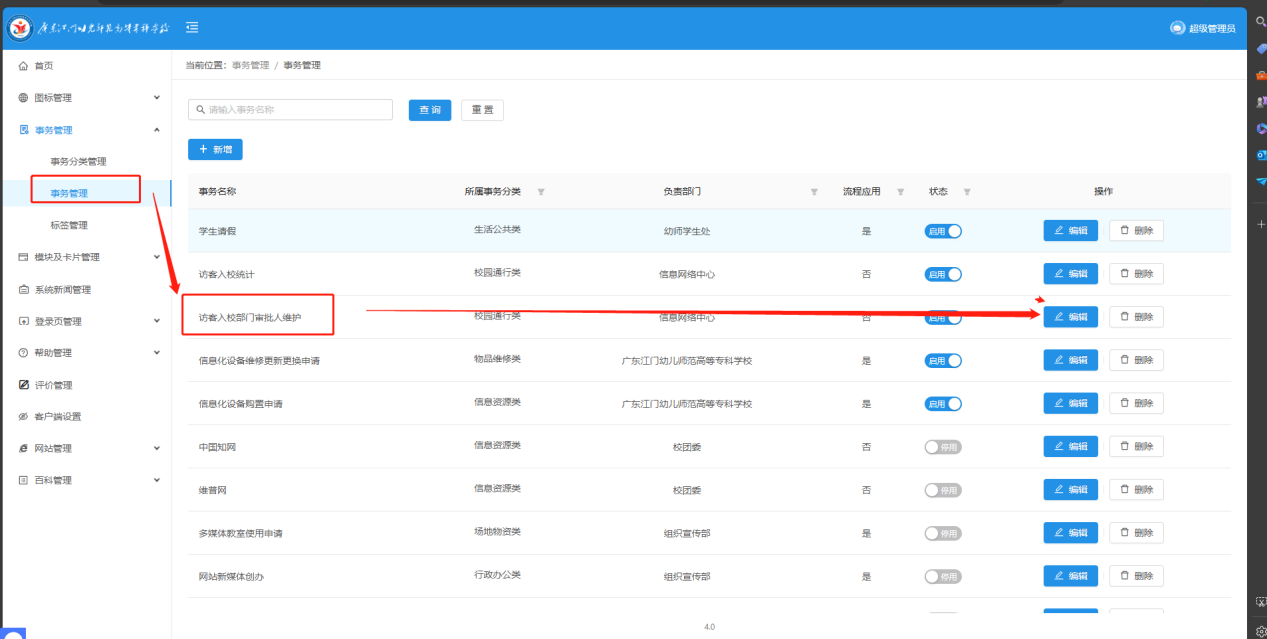 广东江门幼儿师范高等专科学校
超级管理员
首页
图标管理
事务管理
事务分类管理
事务管理
标签管理
模块及卡片管理
系统新闻管理
登录页管理
帮助管理
评价管理
客户端设置
网站管理
百科管理
当前位置: 事务管理 / 事务管理
请输入事务名称 查询 重置
+ 新增
事务名称 所属事务分类 负责部门 流程应用 状态 操作
学生请假 生活公共类 幼师学生处 是 启用 编辑 删除
访客入校统计 校园通行类 信息网络中心 否 启用 编辑 删除
访客入校部门审批人维护 校园通行类 信息网络中心 否 启用 编辑 删除
信息化设备维修更新更换申请 物品维修类 广东江门幼儿师范高等专科学校 是 启用 编辑 删除
信息化设备购置申请 信息资源类 广东江门幼儿师范高等专科学校 是 启用 编辑 删除
中国知网 信息资源类 校团委 否 停用 编辑 删除
维普网 信息资源类 校团委 否 停用 编辑 删除
多媒体教室使用申请 场地物资类 组织宣传部 是 停用 编辑 删除
网站新媒体创办 行政办公类 组织宣传部 是 停用 编辑 删除
4.0